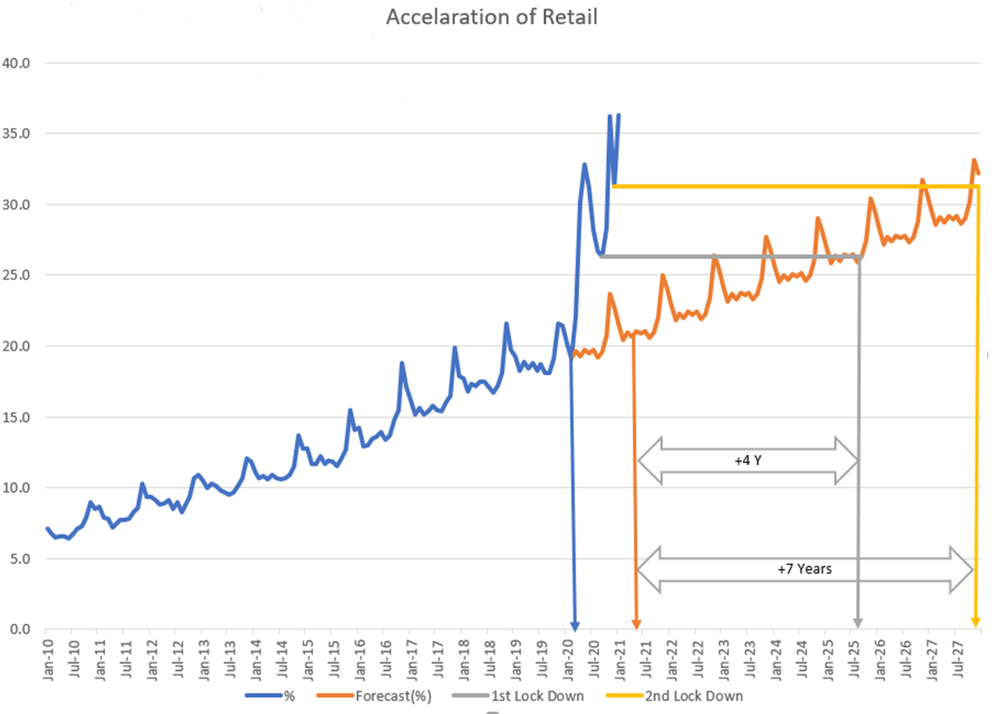 Accelaration of Retail
40.0
35.0
30.0
25.0
20.0
15.0
10.0
5.0
0.0
+4 Y
+7 Years
Jan-10
Jul-10
Jan-11
Jul-11
Jan-12
Jul-12
Jan-13
Jul-13
Jan-14
Jul-14
Jan-15
Jul-15
Jan-16
Jul-16
Jan-17
Jul-17
Jan-18
Jul-18
Jan-19
Jul-19
Jan-20
Jul-20
Jan-21
Jul-21
Jan-22
Jul-22
Jan-23
Jul-23
Jan-24
Jul-24
Jan-25
Jul-25
Jan-26
Jul-26
Jan-27
Jul-27
% Forecast(%) 1st Lock Down 2nd Lock Down